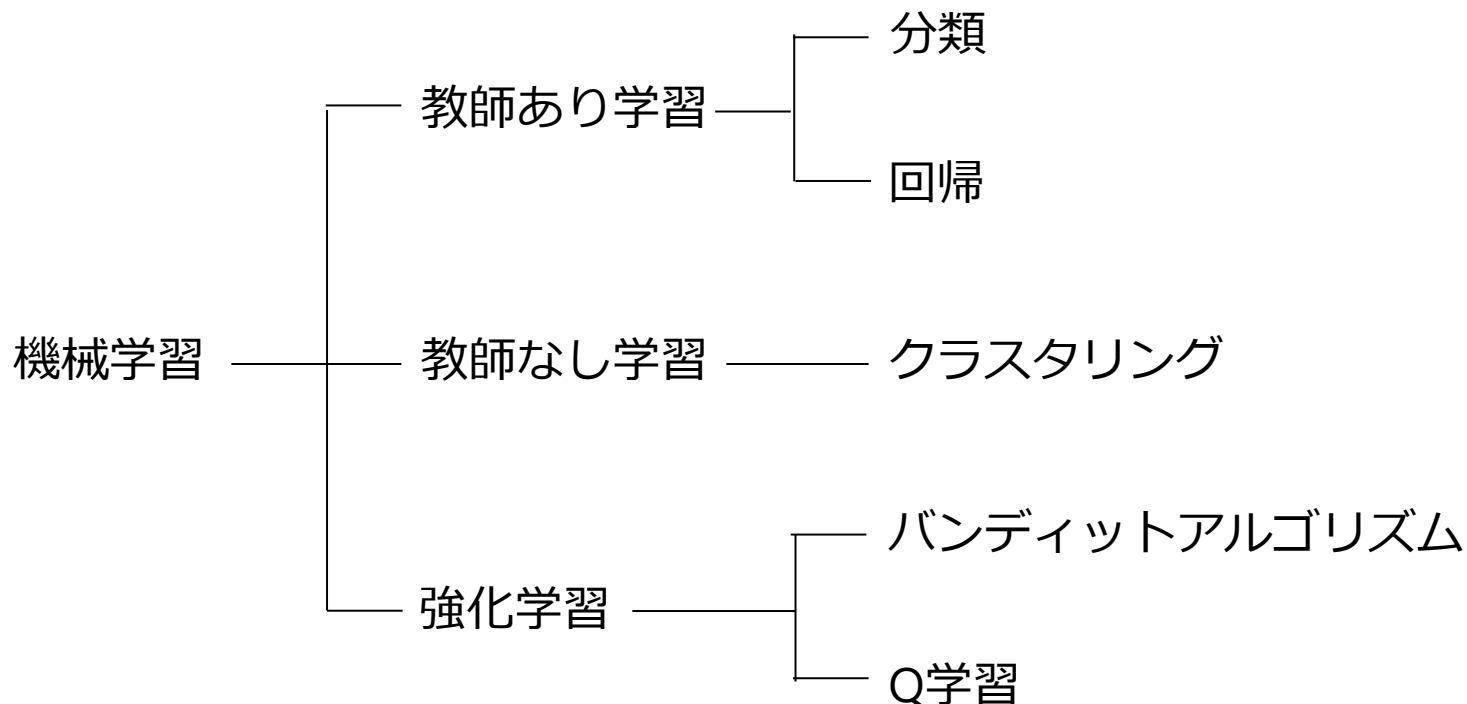 分類
教師あり学習
回帰
機械学習
教師なし学習
クラスタリング
バンディットアルゴリズム
強化学習
Q学習